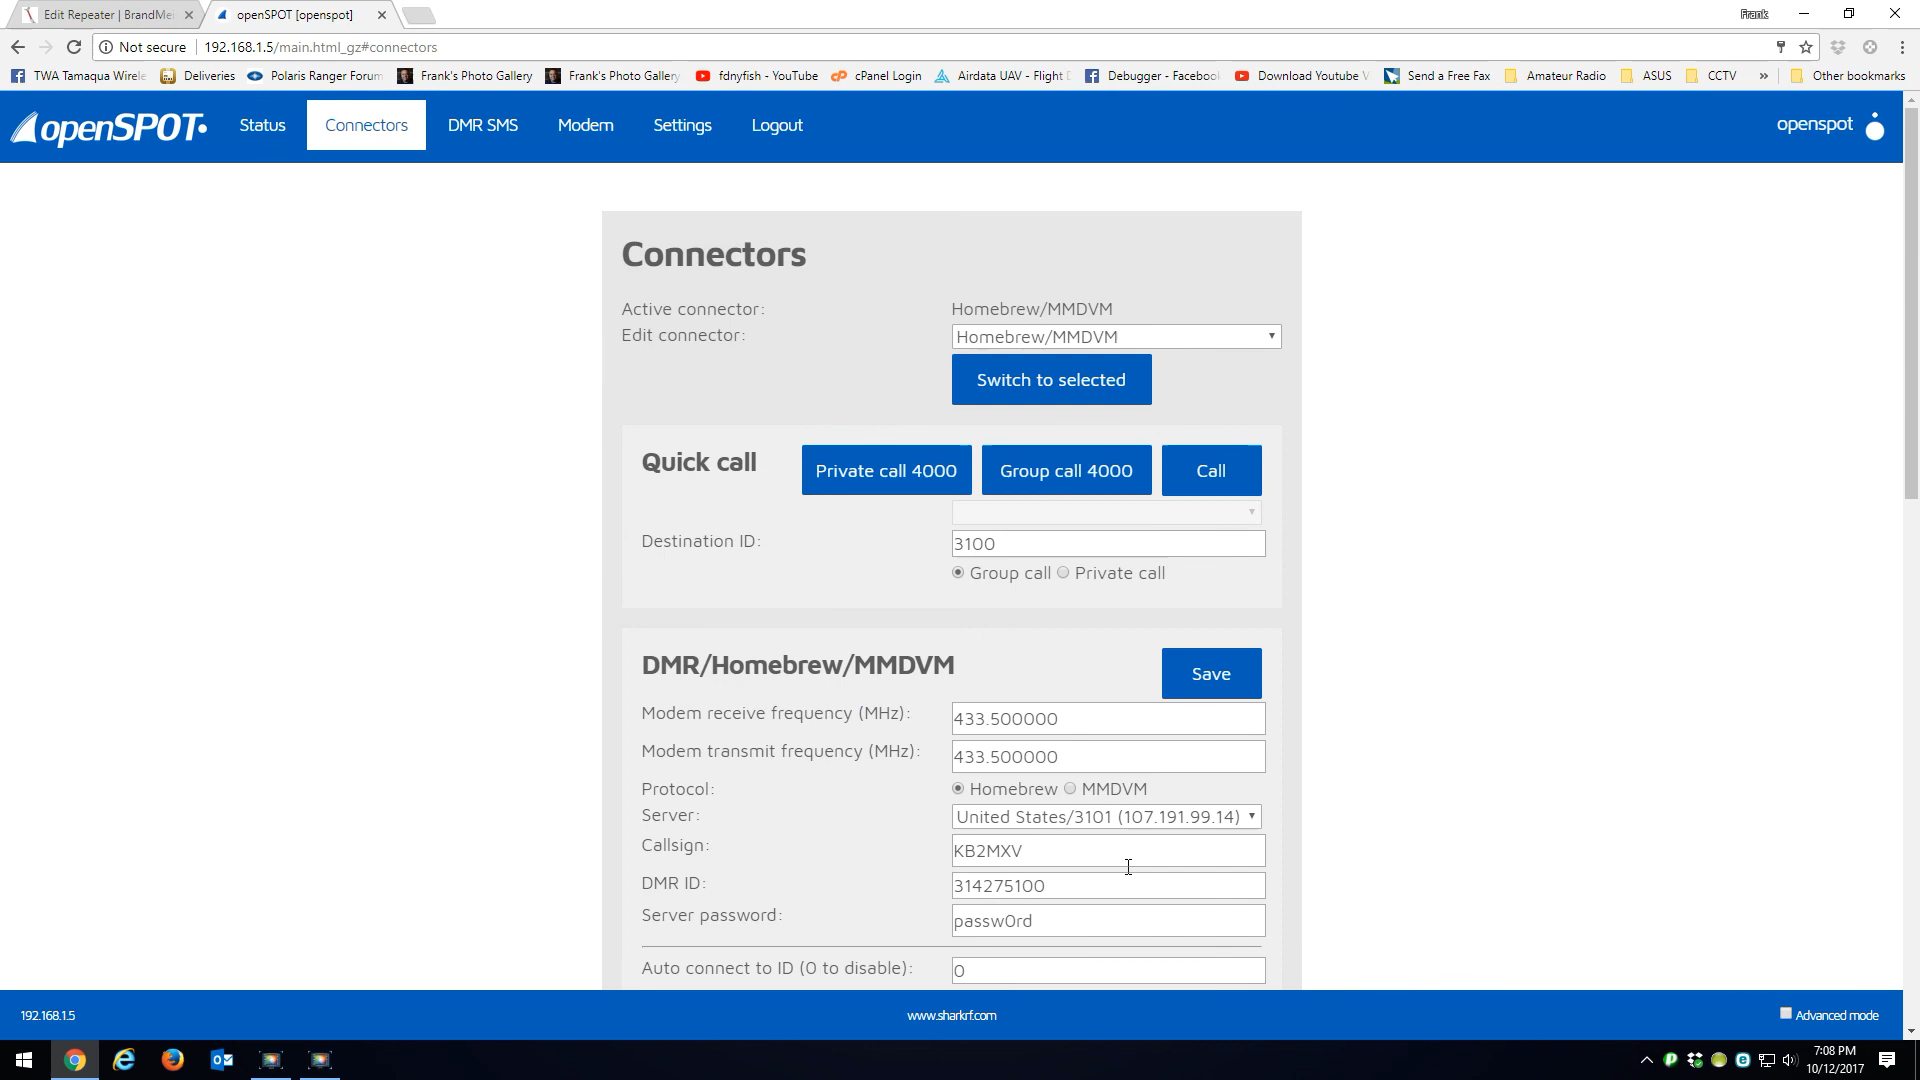 Edit Repeater | BrandMei
openSPOT [openspot]
Frank
Not secure
192.168.1.5/main.html_gz#connectors
TWA Tamaqua Wirele
Deliveries
Polaris Ranger Forum
Frank's Photo Gallery
Frank's Photo Gallery
fdnyfish - YouTube
cPanel Login
Airdata UAV - Flight D
Debugger - Facebook
Download Youtube V
Send a Free Fax
Amateur Radio
ASUS
CCTV
»
Other bookmarks
openSPOT
Status
Connectors
DMR SMS
Modem
Settings
Logout
openspot
Connectors
Active connector: Homebrew/MMDVM
Edit connector: Homebrew/MMDVM
Switch to selected
Quick call
Private call 4000
Group call 4000
Call
Destination ID: 3100
Group call Private call
DMR/Homebrew/MMDVM
Save
Modem receive frequency (MHz): 433.500000
Modem transmit frequency (MHz): 433.500000
Protocol: Homebrew MMDVM
Server: United States/3101 (107.191.99.14)
Callsign: KB2MXV
DMR ID: 314275100
Server password: passw0rd
Auto connect to ID (0 to disable): 0
192.168.1.5
www.sharkrf.com
Advanced mode
7:08 PM
10/12/2017